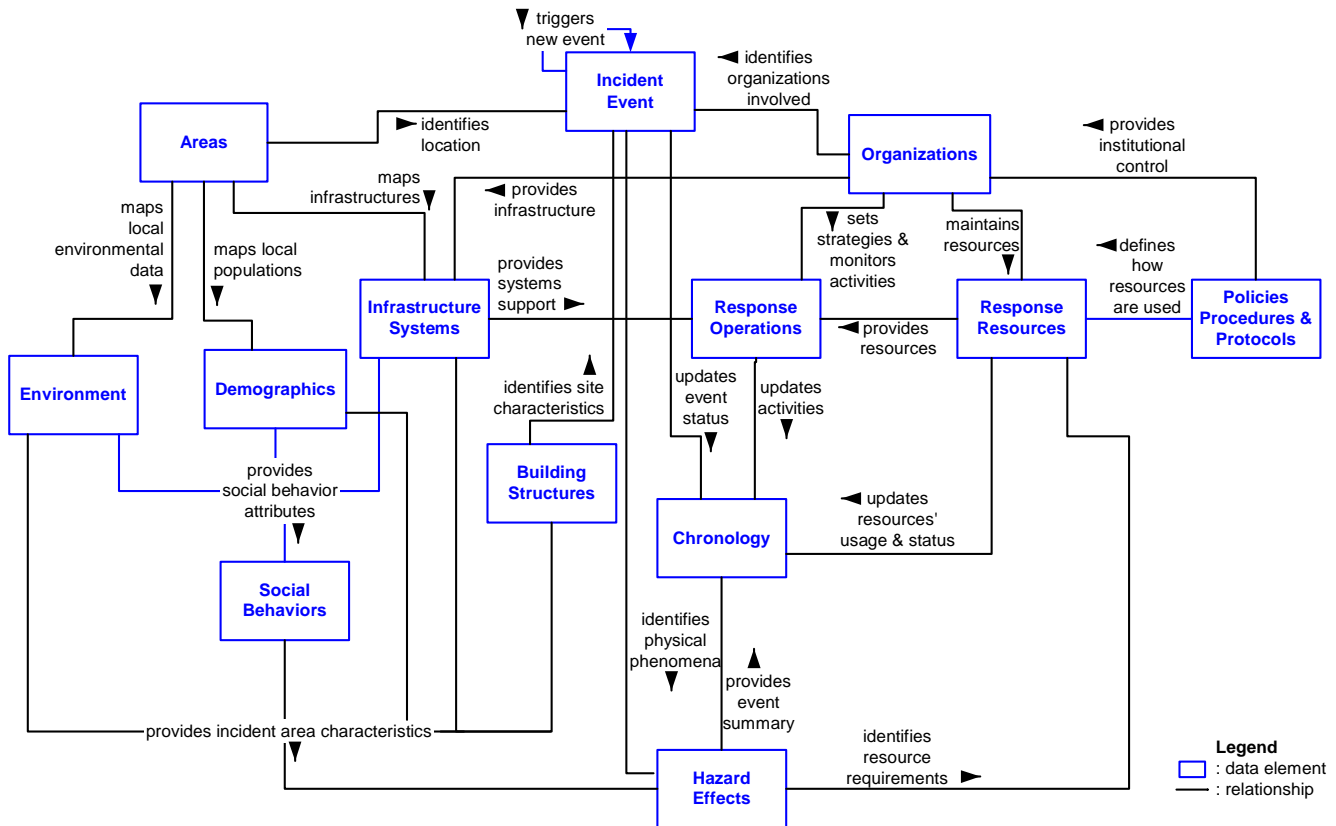 triggers
new event
Incident
Event
identifies
organizations
involved
Areas
identifies
location
Organizations
provides
institutional
control
maps
infrastructures
provides
infrastructure
maps
local
environmental
data
maps local
populations
sets
strategies &
monitors
activities
maintains
resources
defines
how
resources
are used
provides
systems
support
Infrastructure
Systems
Response
Operations
provides
resources
Response
Resources
Policies
Procedures &
Protocols
Environment
Demographics
identifies site
characteristics
updates
event
status
updates
activities
provides
social behavior
attributes
Building
Structures
Chronology
updates
resources'
usage & status
Social
Behaviors
identifies
physical
phenomena
provides
event
summary
provides incident area characteristics
Hazard
Effects
identifies
resource
requirements
Legend
: data element
: relationship